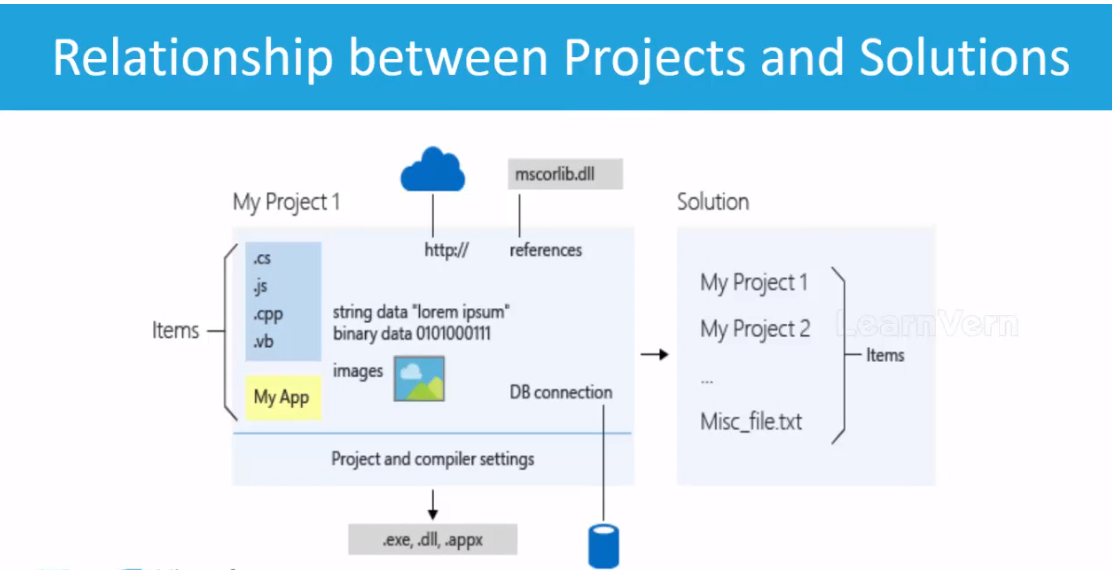 Relationship between Projects and Solutions
mscorlib.dll
My Project 1
Solution
http://
references
.cs
.js
.cpp
.vb
Items
string data "lorem ipsum"
binary data 0101000111
images
My App
DB connection
Project and compiler settings
.exe, .dll, .appx
My Project 1
My Project 2
LearnVern
Items
...
Misc_file.txt